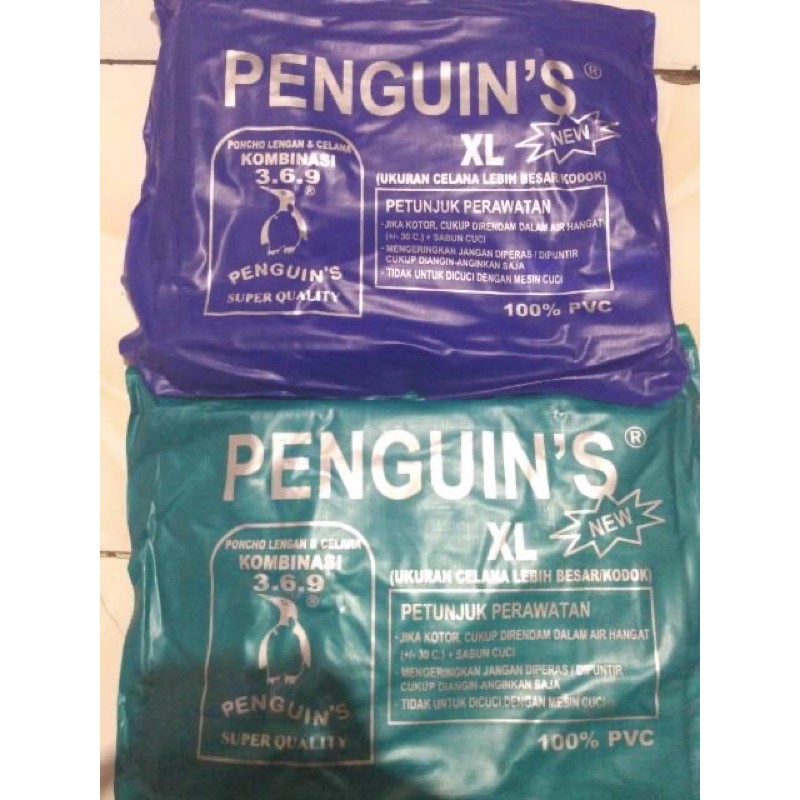 PENGUIN'S ®
PONCHO LENGAN & CELANA
KOMBINASI
3.6.9
®
PENGUIN'S
SUPER QUALITY
XL
NEW
(UKURAN CELANA LEBIH BESAR/KODOK)
PETUNJUK PERAWATAN
- JIKA KOTOR, CUKUP DIRENDAM DALAM AIR HANGAT
(+/- 30 C.) + SABUN CUCI
- MENGERINGKAN JANGAN DIPERAS / DIPUNTIR
CUKUP DIANGIN-ANGINKAN SAJA
- TIDAK UNTUK DICUCI DENGAN MESIN CUCI
100% PVC
PENGUIN'S ®
PONCHO LENGAN & CELANA
KOMBINASI
3.6.9
®
PENGUIN'S
SUPER QUALITY
XL
NEW
(UKURAN CELANA LEBIH BESAR/KODOK)
PETUNJUK PERAWATAN
- JIKA KOTOR, CUKUP DIRENDAM DALAM AIR HANGAT
(+/- 30 C.) + SABUN CUCI
- MENGERINGKAN JANGAN DIPERAS / DIPUNTIR
CUKUP DIANGIN-ANGINKAN SAJA
- TIDAK UNTUK DICUCI DENGAN MESIN CUCI
100% PVC